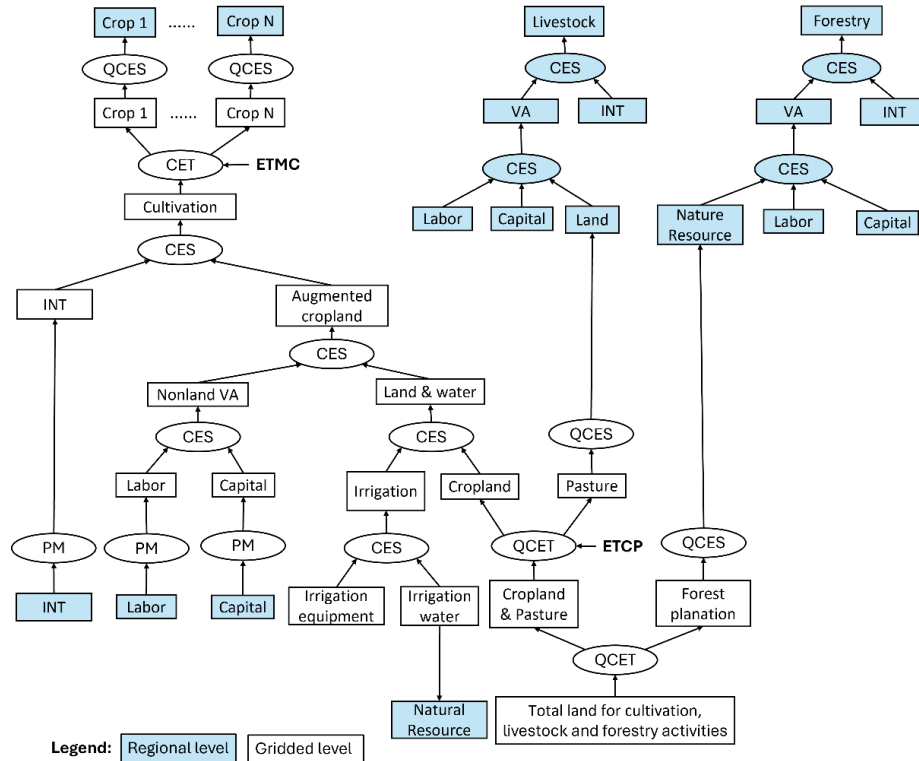 Crop 1 ...... Crop N
Livestock
Forestry
QCES QCES
CES
CES
Crop 1 ...... Crop N
VA INT
VA INT
CET ETMC
CES
CES
Cultivation
Labor Capital Land
Nature
Resource
Labor Capital
CES
INT
Augmented
cropland
CES
Nonland VA
Land & water
CES
CES
QCES
Labor Capital
Irrigation
Cropland Pasture
PM PM PM
CES
QCET ETCP
QCES
INT Labor Capital
Irrigation
equipment
Irrigation
water
Cropland
& Pasture
Forest
planation
QCET
Natural
Resource
Total land for cultivation,
livestock and forestry activities
Legend: Regional level Gridded level